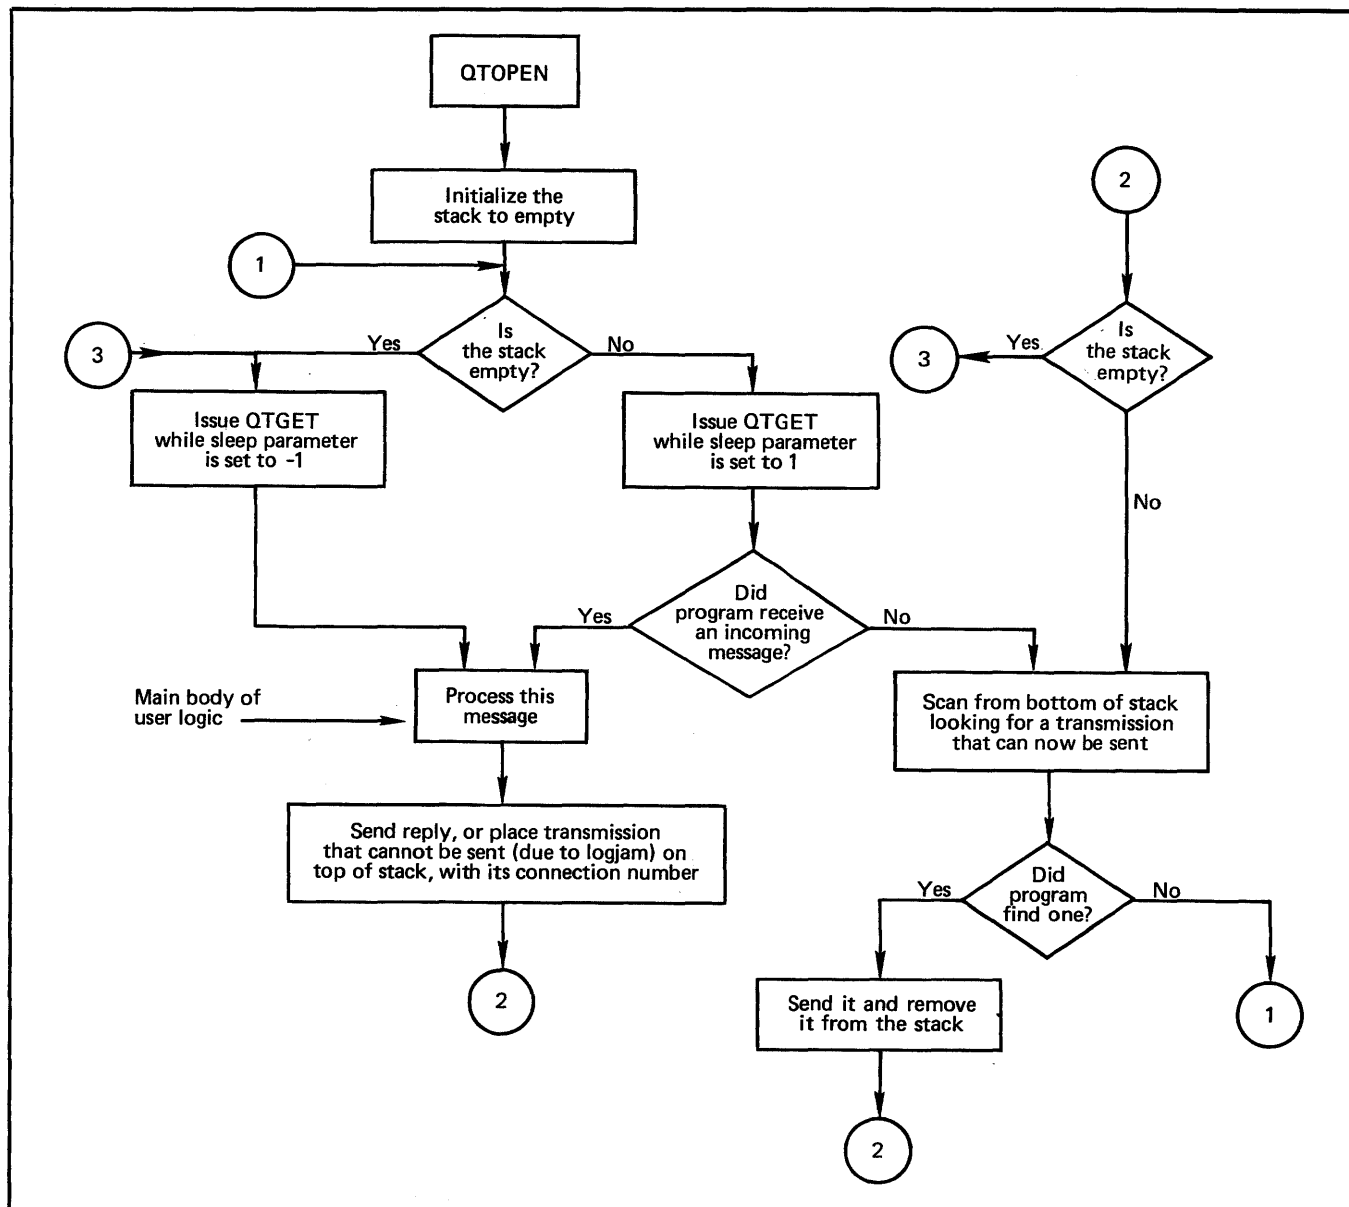 QTOPEN
Initialize the
stack to empty
1
2
3
Yes
Is
the stack
empty?
No
3
Yes
Is
the stack
empty?
No
Issue QTGET
while sleep parameter
is set to -1
Issue QTGET
while sleep parameter
is set to 1
Yes
Did
program receive
an incoming
message?
No
Main body of
user logic
Process this
message
Scan from bottom of stack
looking for a transmission
that can now be sent
Send reply, or place transmission
that cannot be sent (due to logjam) on
top of stack, with its connection number
Yes
Did
program
find one?
No
2
Send it and remove
it from the stack
1
2